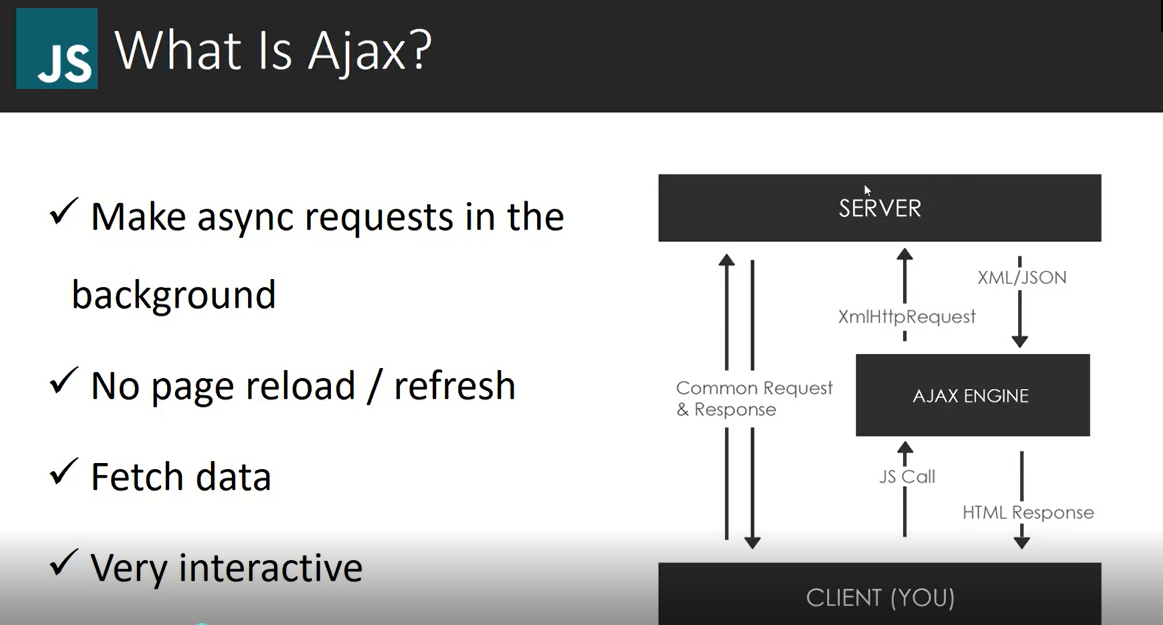 JS What Is Ajax?
✓ Make async requests in the
background
✓ No page reload / refresh
✓ Fetch data
✓ Very interactive
SERVER
XML/JSON
XmlHttpRequest
Common Request
& Response
AJAX ENGINE
JS Call
HTML Response
CLIENT (YOU)